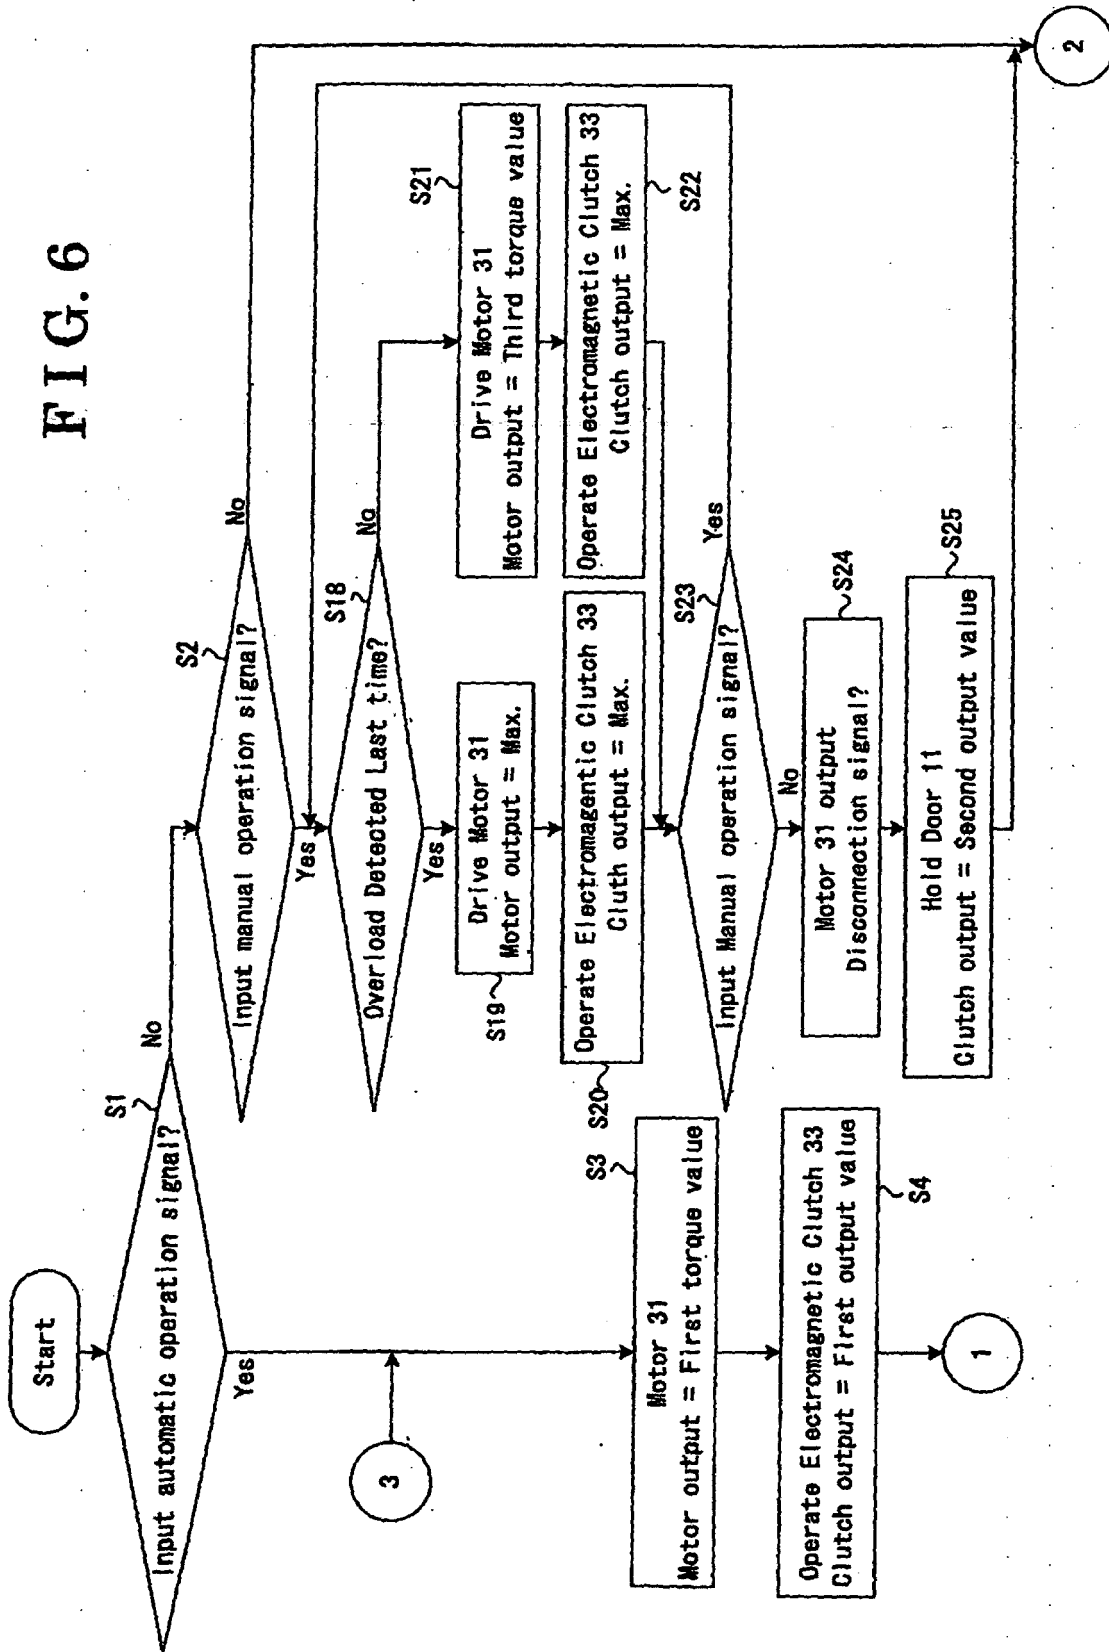 FIG. 6
Start
Input automatic operation signal?
S1
No
Yes
3
Motor 31
Motor output = First torque value
S3
Operate Electromagnetic Clutch 33
Clutch output = First output value
S4
1
Input manual operation signal?
S2
No
Yes
Overload Detected Last time?
S18
No
Yes
Drive Motor 31
Motor output = Max.
S19
Operate Electromagentic Clutch 33
Cluth output = Max.
S20
Drive Motor 31
Motor output = Third torque value
S21
Operate Electromagnetic Clutch 33
Clutch output = Max.
S22
Input Manual operation signal?
S23
Yes
No
Motor 31 output
Disconnection signal?
S24
Hold Door 11
Clutch output = Second output value
S25
2